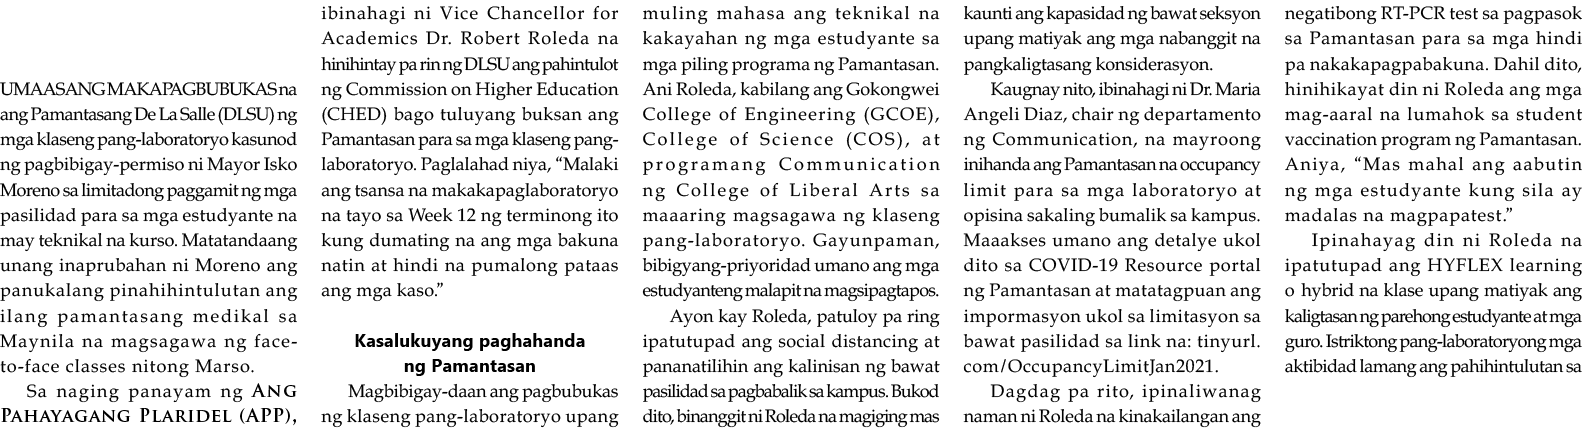 UMAASANG MAKAPAGBUBUKAS na
ang Pamantasang De La Salle (DLSU) ng
mga klaseng pang-laboratoryo kasunod
ng pagbibigay-permiso ni Mayor Isko
Moreno sa limitadong paggamit ng mga
pasilidad para sa mga estudyante na
may teknikal na kurso. Matatandaang
unang inaprubahan ni Moreno ang
panukalang pinahihintulutan ang
ilang pamantasang medikal sa
Maynila na magsagawa ng face-
to-face classes nitong Marso.
Sa naging panayam ng ANG
PAHAYAGANG PLARIDEL (APP),
ibinahagi ni Vice Chancellor for
Academics Dr. Robert Roleda na
hinihintay pa rin ng DLSU ang pahintulot
ng Commission on Higher Education
(CHED) bago tuluyang buksan ang
Pamantasan para sa mga klaseng pang-
laboratoryo. Paglalahad niya, “Malaki
ang tsansa na makakapaglaboratoryo
na tayo sa Week 12 ng terminong ito
kung dumating na ang mga bakuna
natin at hindi na pumalong pataas
ang mga kaso.”
Kasalukuyang paghahanda
ng Pamantasan
Magbibigay-daan ang pagbubukas
ng klaseng pang-laboratoryo upang
muling mahasa ang teknikal na
kakayahan ng mga estudyante sa
mga piling programa ng Pamantasan.
Ani Roleda, kabilang ang Gokongwei
College of Engineering (GCOE),
College of Science (COS), at
programang Communication
ng College of Liberal Arts sa
maaaring magsagawa ng klaseng
pang-laboratoryo. Gayunpaman,
bibigyang-priyoridad umano ang mga
estudyanteng malapit na magsipagtapos.
Ayon kay Roleda, patuloy pa ring
ipatutupad ang social distancing at
pananatilihin ang kalinisan ng bawat
pasilidad sa pagbabalik sa kampus. Bukod
dito, binanggit ni Roleda na magiging mas
kaunti ang kapasidad ng bawat seksyon
upang matiyak ang mga nabanggit na
pangkaligtasang konsiderasyon.
Kaugnay nito, ibinahagi ni Dr. Maria
Angeli Diaz, chair ng departamento
ng Communication, na mayroong
inihanda ang Pamantasan na occupancy
limit para sa mga laboratoryo at
opisina sakaling bumalik sa kampus.
Maaakses umano ang detalye ukol
dito sa COVID-19 Resource portal
ng Pamantasan at matatagpuan ang
impormasyon ukol sa limitasyon sa
bawat pasilidad sa link na: tinyurl.
com/OccupancyLimitJan2021.
Dagdag pa rito, ipinaliwanag
naman ni Roleda na kinakailangan ang
negatibong RT-PCR test sa pagpasok
sa Pamantasan para sa mga hindi
pa nakakapagpabakuna. Dahil dito,
hinihikayat din ni Roleda ang mga
mag-aaral na lumahok sa student
vaccination program ng Pamantasan.
Aniya, “Mas mahal ang aabutin
ng mga estudyante kung sila ay
madalas na magpapatest.”
Ipinahayag din ni Roleda na
ipatutupad ang HYFLEX learning
o hybrid na klase upang matiyak ang
kaligtasan ng parehong estudyante at mga
guro. Istriktong pang-laboratoryong mga
aktibidad lamang ang pahihintulutan sa